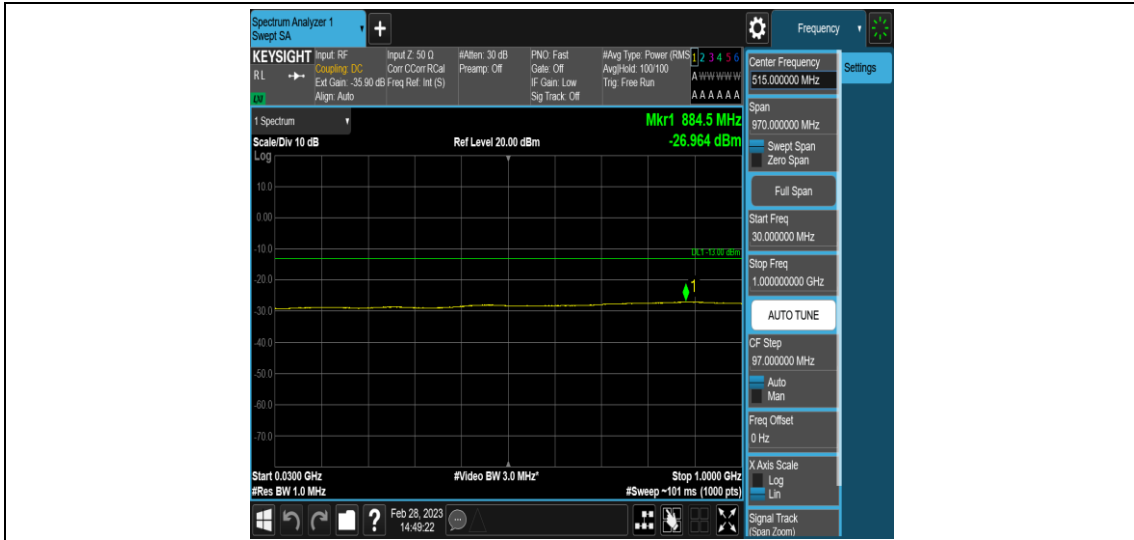 Spectrum Analyzer 1
Swept SA
+
Frequency
KEYSIGHT
RL
LXI
Input: RF
Coupling: DC
Ext Gain: -35.90 dB
Align: Auto
Input Z: 50 Ω
Corr CCorr RCal
Freq Ref: Int (S)
#Atten: 30 dB
Preamp: Off
PNO: Fast
Gate: Off
IF Gain: Low
Sig Track: Off
#Avg Type: Power (RMS
Avg|Hold: 100/100
Trig: Free Run
1 2 3 4 5 6
A W W W W W
A A A A A A
1 Spectrum
Scale/Div 10 dB
Log
Ref Level 20.00 dBm
Mkr1 884.5 MHz
-26.964 dBm
10.0
0.00
-10.0
-20.0
-30.0
-40.0
-50.0
-60.0
-70.0
DL1 -13.00 dBm
1
Start 0.0300 GHz
#Res BW 1.0 MHz
#Video BW 3.0 MHz*
Stop 1.0000 GHz
#Sweep ~101 ms (1000 pts)
?
Feb 28, 2023
14:49:22
Center Frequency
515.000000 MHz
Span
970.000000 MHz
Swept Span
Zero Span
Full Span
Start Freq
30.000000 MHz
Stop Freq
1.000000000 GHz
AUTO TUNE
CF Step
97.000000 MHz
Auto
Man
Freq Offset
0 Hz
X Axis Scale
Log
Lin
Signal Track
(Span Zoom)
Settings